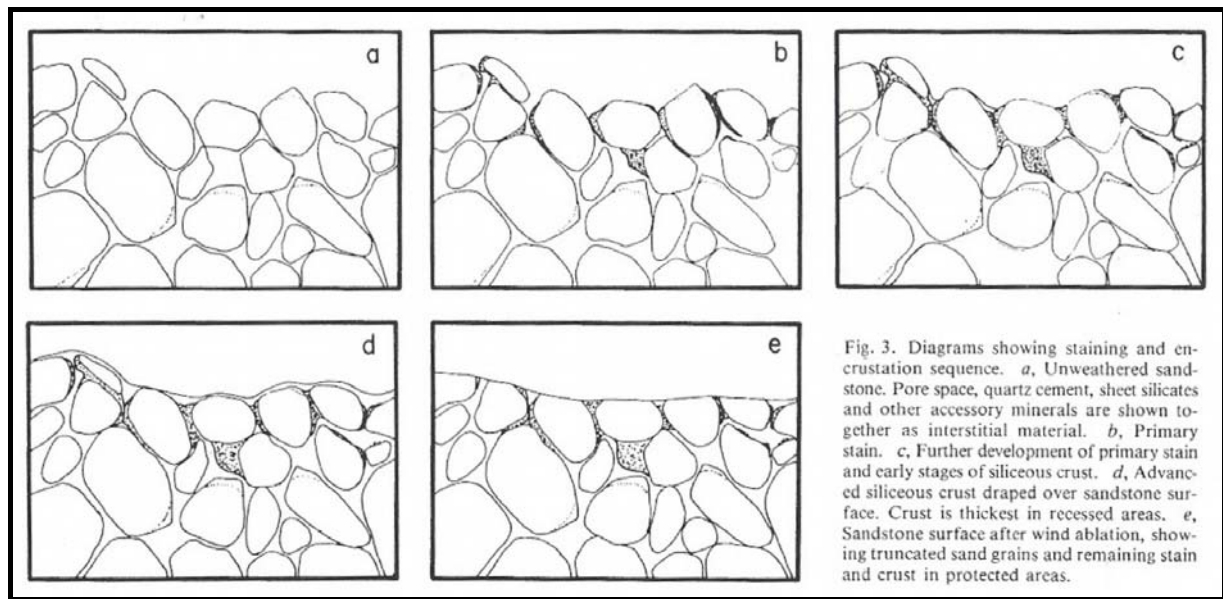 a
b
c
d
e
Fig. 3. Diagrams showing staining and en-
crustation sequence. a, Unweathered sand-
stone. Pore space, quartz cement, sheet silicates
and other accessory minerals are shown to-
gether as interstitial material. b, Primary
stain. c, Further development of primary stain
and early stages of siliceous crust. d, Advanc-
ed siliceous crust draped over sandstone sur-
face. Crust is thickest in recessed areas. e,
Sandstone surface after wind ablation, show-
ing truncated sand grains and remaining stain
and crust in protected areas.